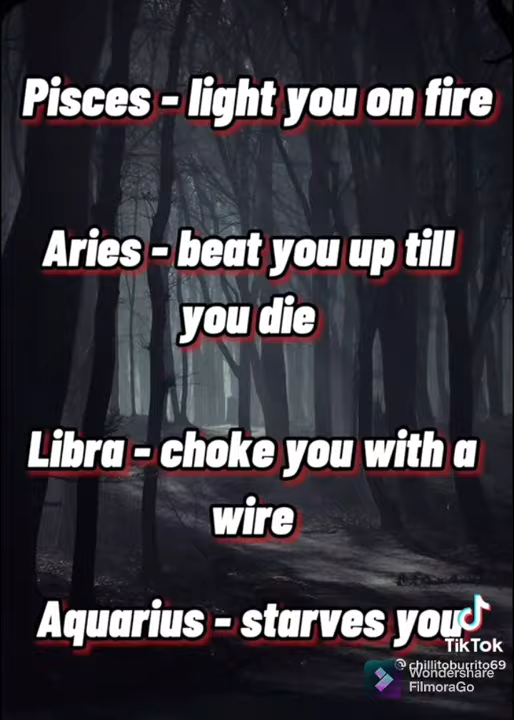 Pisces - light you on fire
Aries - beat you up till
you die
Libra - choke you with a
wire
Aquarius - starves you
TikTok
@chillitoburrito69
Wondershare
FilmoraGo